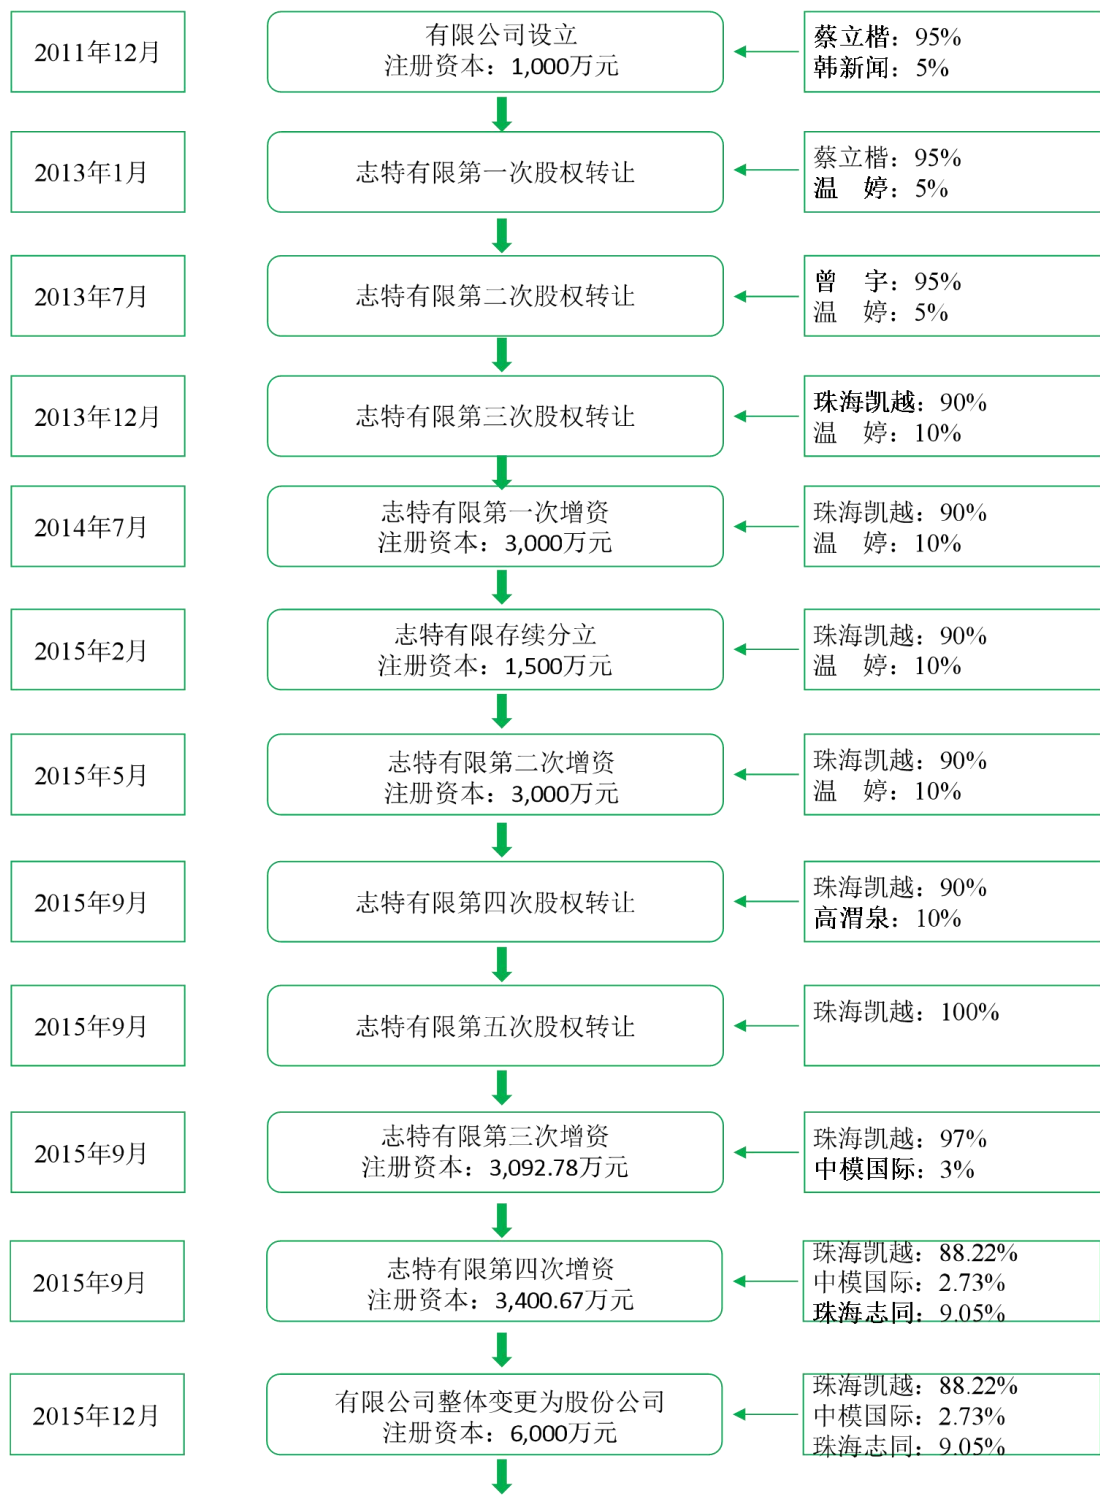 2011年12月
有限公司设立
注册资本：1,000万元
蔡立楷：95%
韩新闻：5%
2013年1月
志特有限第一次股权转让
蔡立楷：95%
温　婷：5%
2013年7月
志特有限第二次股权转让
曾　宇：95%
温　婷：5%
2013年12月
志特有限第三次股权转让
珠海凯越：90%
温　婷：10%
2014年7月
志特有限第一次增资
注册资本：3,000万元
珠海凯越：90%
温　婷：10%
2015年2月
志特有限存续分立
注册资本：1,500万元
珠海凯越：90%
温　婷：10%
2015年5月
志特有限第二次增资
注册资本：3,000万元
珠海凯越：90%
温　婷：10%
2015年9月
志特有限第四次股权转让
珠海凯越：90%
高渭泉：10%
2015年9月
志特有限第五次股权转让
珠海凯越：100%
2015年9月
志特有限第三次增资
注册资本：3,092.78万元
珠海凯越：97%
中模国际：3%
2015年9月
志特有限第四次增资
注册资本：3,400.67万元
珠海凯越：88.22%
中模国际：2.73%
珠海志同：9.05%
2015年12月
有限公司整体变更为股份公司
注册资本：6,000万元
珠海凯越：88.22%
中模国际：2.73%
珠海志同：9.05%